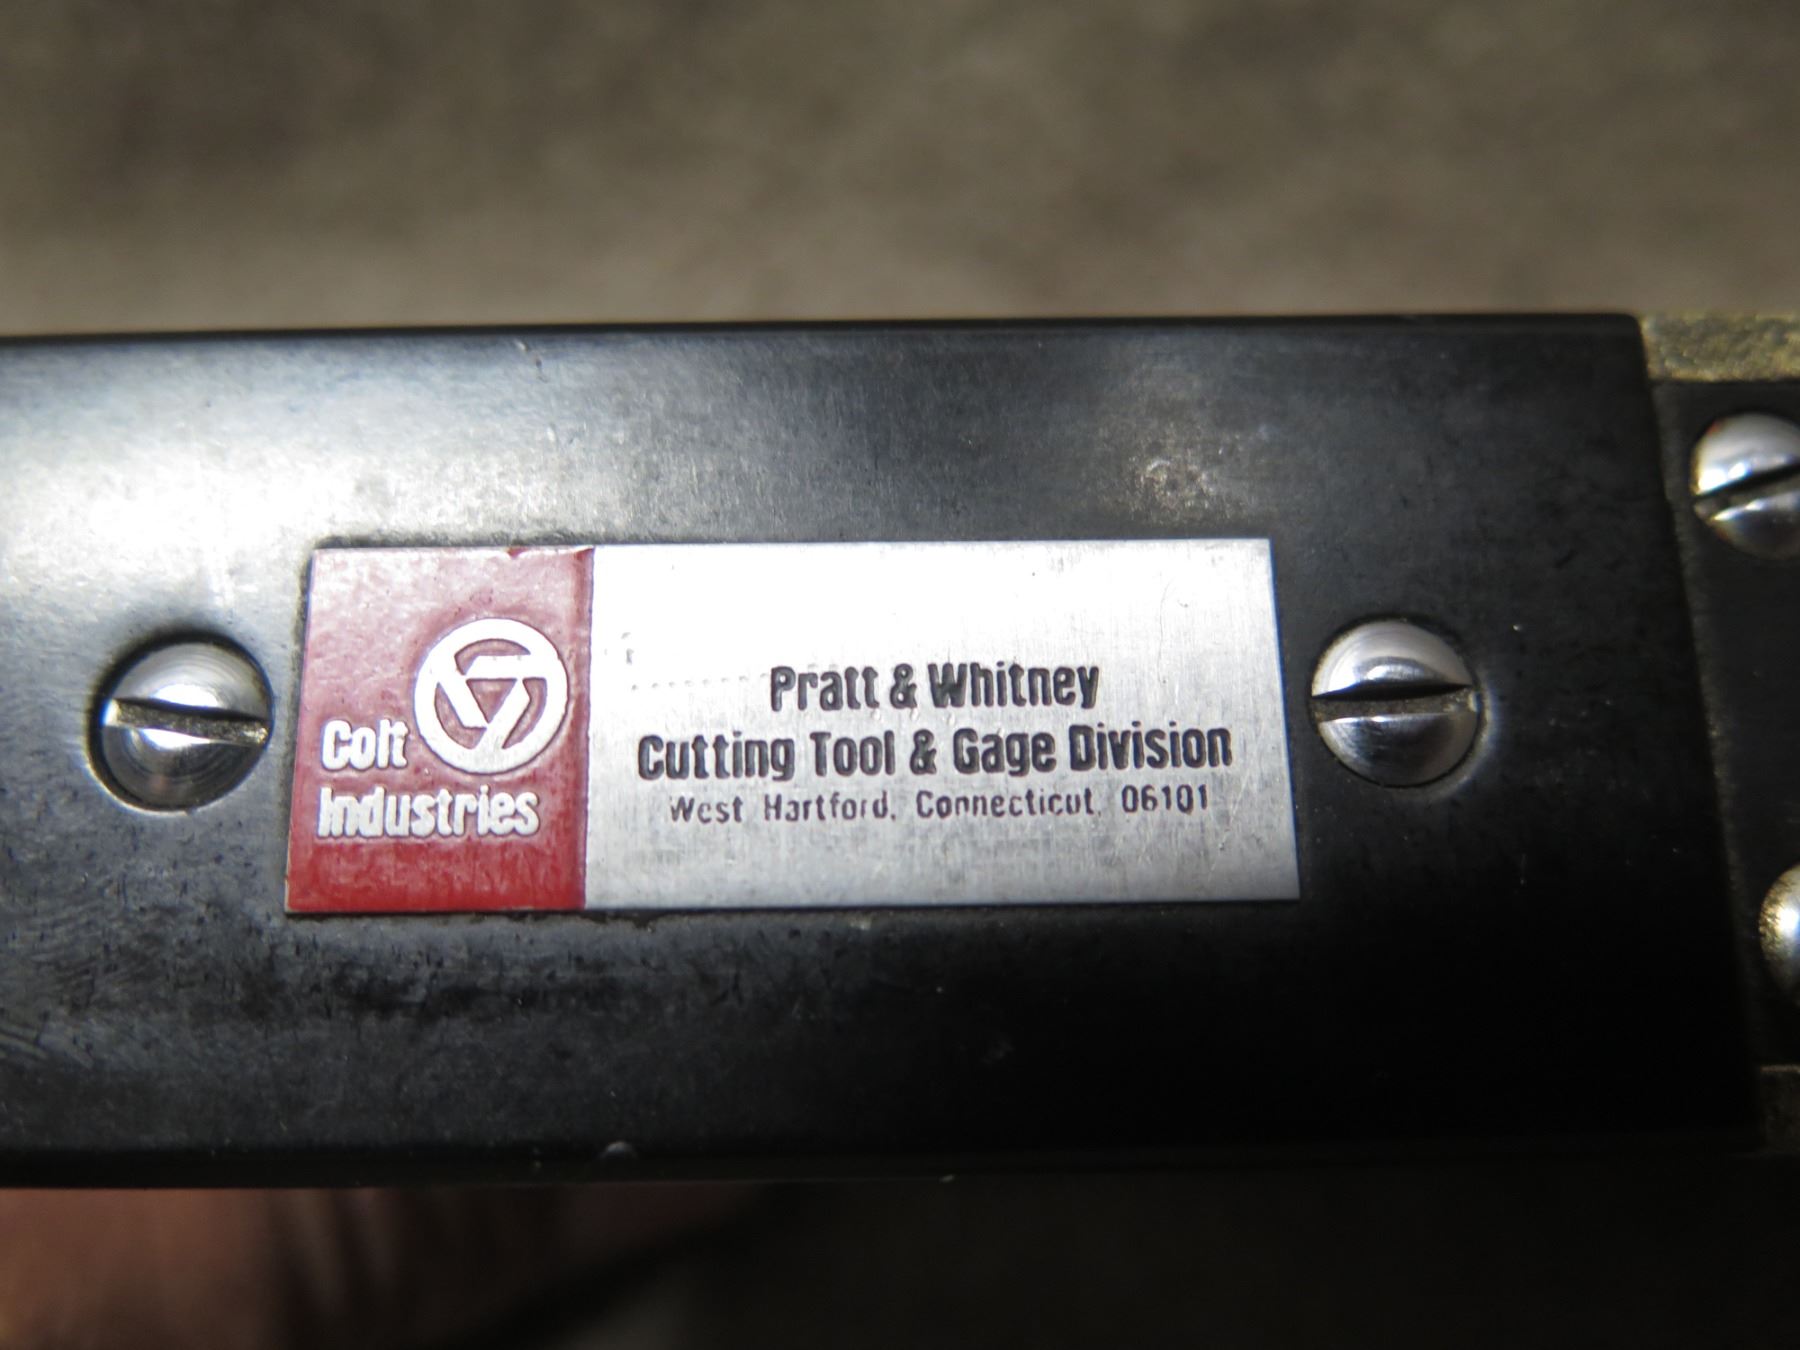 Colt
Industries
Pratt & Whitney
Cutting Tool & Gage Division
West Hartford, Connecticut, 06101